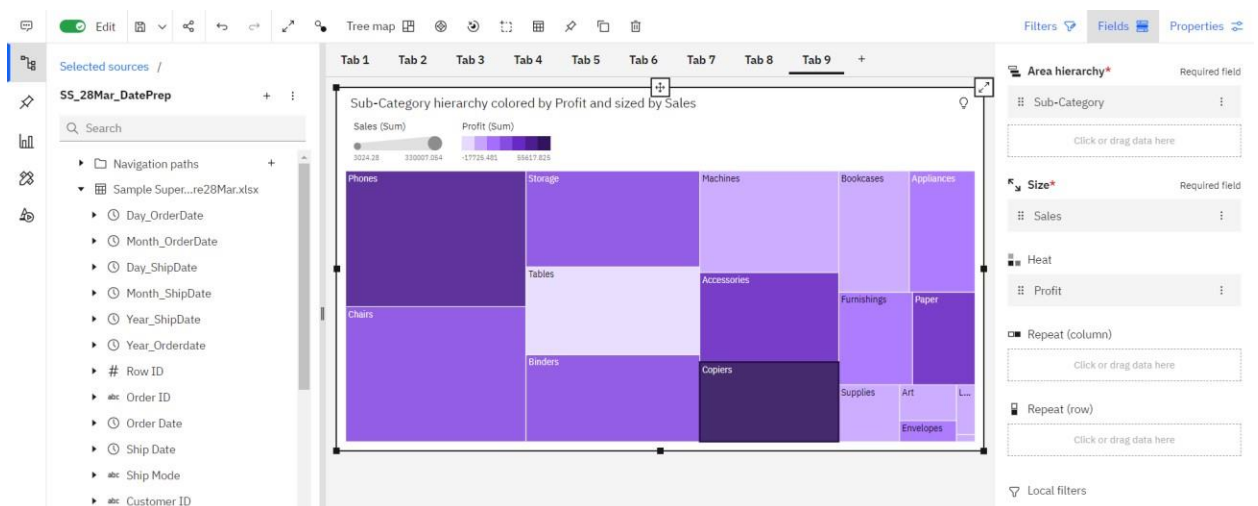 Edit
Tree map
Filters
Fields
Properties
Selected sources /
SS_28Mar_DatePrep
+
Search
Navigation paths
+
Sample Super...re28Mar.xlsx
Day_OrderDate
Month_OrderDate
Day_ShipDate
Month_ShipDate
Year_ShipDate
Year_Orderdate
# Row ID
abc Order ID
Order Date
Ship Date
abc Ship Mode
abc Customer ID
Tab 1 Tab 2 Tab 3 Tab 4 Tab 5 Tab 6 Tab 7 Tab 8 Tab 9 +
Sub-Category hierarchy colored by Profit and sized by Sales
Sales (Sum) Profit (Sum)
3024.28 330007.054 -17725.481 55617.825
Phones Storage Machines Bookcases Appliances
Tables Accessories
Furnishings Paper
Chairs
Binders Copiers
Supplies Art L...
Envelopes
Area hierarchy* Required field
Sub-Category
Click or drag data here
Size* Required field
Sales
Heat
Profit
Repeat (column)
Click or drag data here
Repeat (row)
Click or drag data here
Local filters